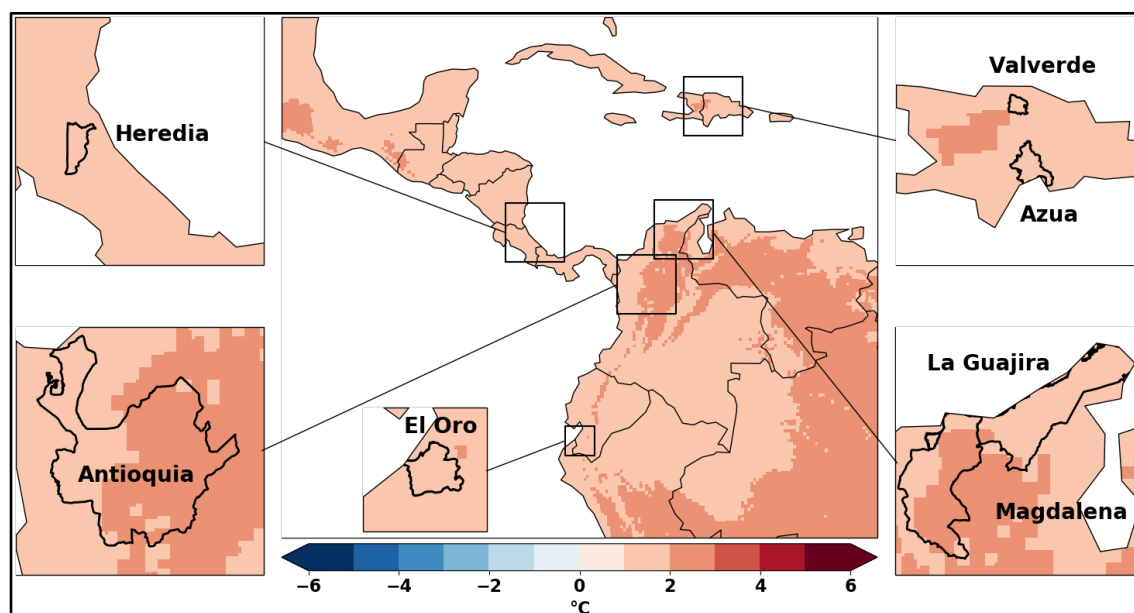 Heredia
Valverde
Azua
Antioquia
El Oro
La Guajira
Magdalena
−6 −4 −2 0 2 4 6
°C